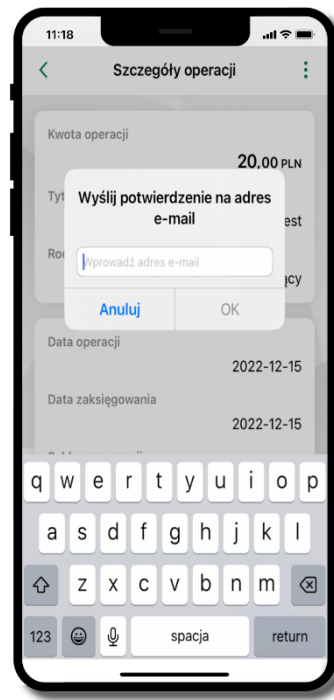 11:18
Szczegóły operacji
Kwota operacji
20,00 PLN
Wyślij potwierdzenie na adres
e-mail
Wprowadź adres e-mail
Anuluj
OK
Data operacji
2022-12-15
Data zaksięgowania
2022-12-15
q w e r t y u i o p
a s d f g h j k l
z x c v b n m
123
spacja
return